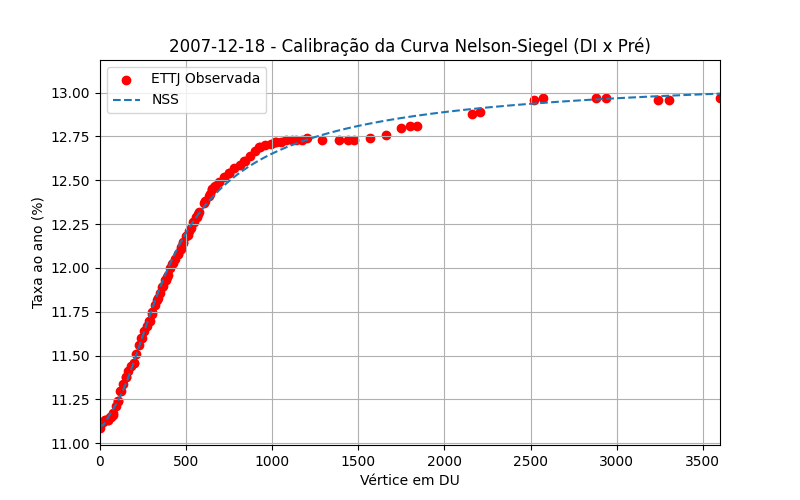 2007-12-18 - Calibração da Curva Nelson-Siegel (DI x Pré)
ETTJ Observada
NSS
Taxa ao ano (%)
13.00
12.75
12.50
12.25
12.00
11.75
11.50
11.25
11.00
0 500 1000 1500 2000 2500 3000 3500
Vértice em DU